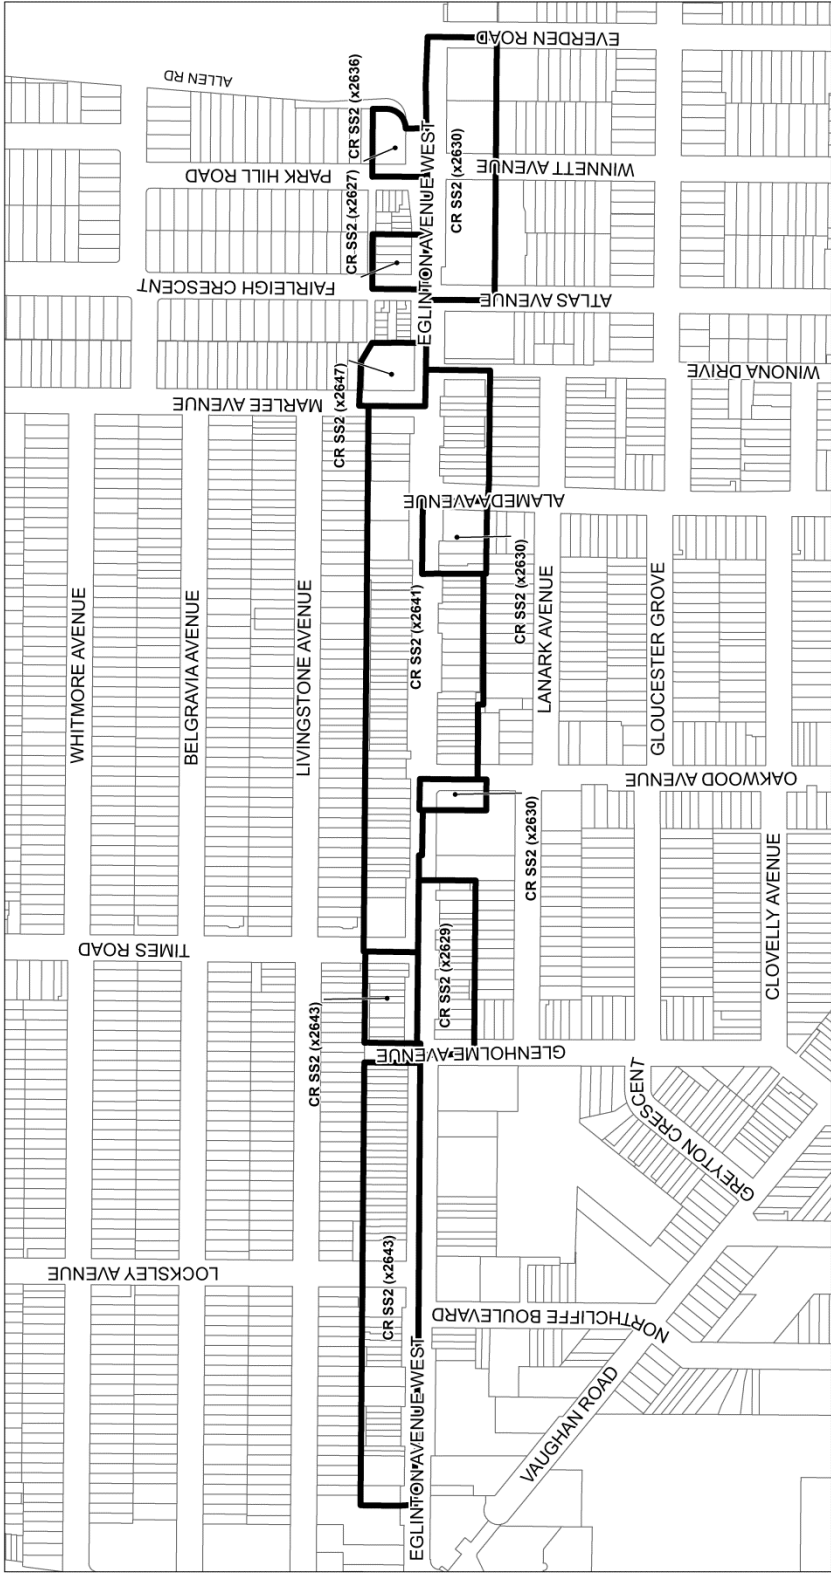 EVERDEN ROAD
ALLEN RD
CR SS2 (x2636)
PARK HILL ROAD
EGLINTON AVENUE WEST
CR SS2 (x2630)
WINNETT AVENUE
CR SS2 (x2627)
FAIRLEIGH CRESCENT
ATLAS AVENUE
CR SS2 (x2647)
MARLEE AVENUE
WINONA DRIVE
ALAMEDA AVENUE
WHITMORE AVENUE
BELGRAVIA AVENUE
LIVINGSTONE AVENUE
CR SS2 (x2641)
CR SS2 (x2630)
LANARK AVENUE
GLOUCESTER GROVE
OAKWOOD AVENUE
CR SS2 (x2630)
CLOVELLY AVENUE
TIMES ROAD
CR SS2 (x2629)
CR SS2 (x2643)
GLENHOLME AVENUE
GREYTON CRESCENT
LOCKSLEY AVENUE
CR SS2 (x2643)
NORTHCLIFFE BOULEVARD
EGLINTON AVENUE WEST
VAUGHAN ROAD